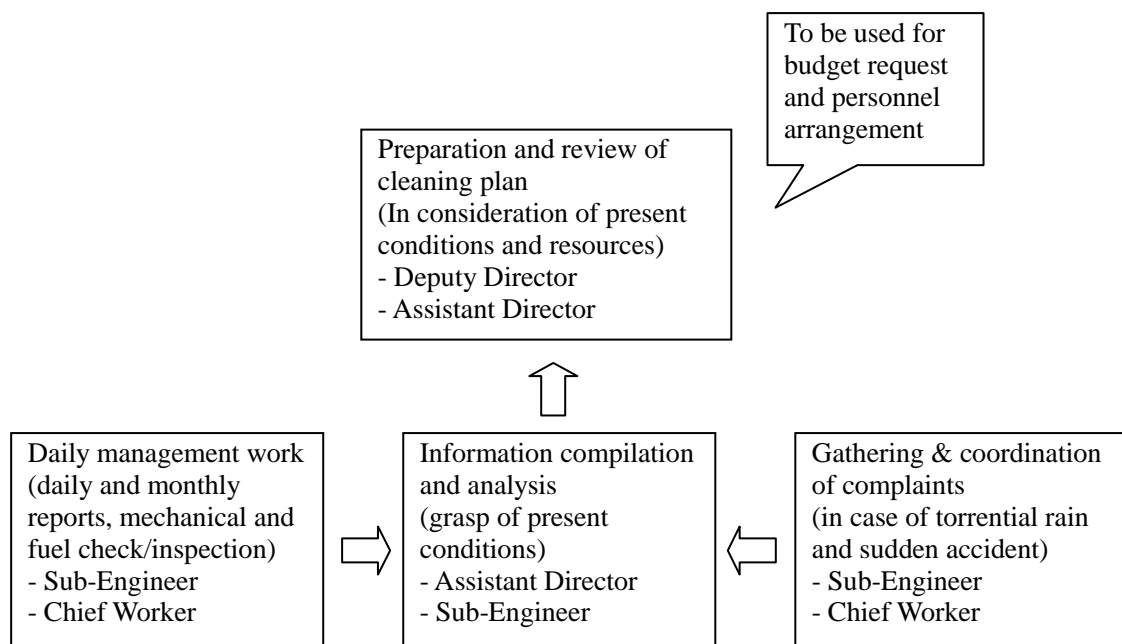 To be used for
budget request
and personnel
arrangement
Preparation and review of
cleaning plan
(In consideration of present
conditions and resources)
- Deputy Director
- Assistant Director
Daily management work
(daily and monthly
reports, mechanical and
fuel check/inspection)
- Sub-Engineer
- Chief Worker
Information compilation
and analysis
(grasp of present
conditions)
- Assistant Director
- Sub-Engineer
Gathering & coordination
of complaints
(in case of torrential rain
and sudden accident)
- Sub-Engineer
- Chief Worker